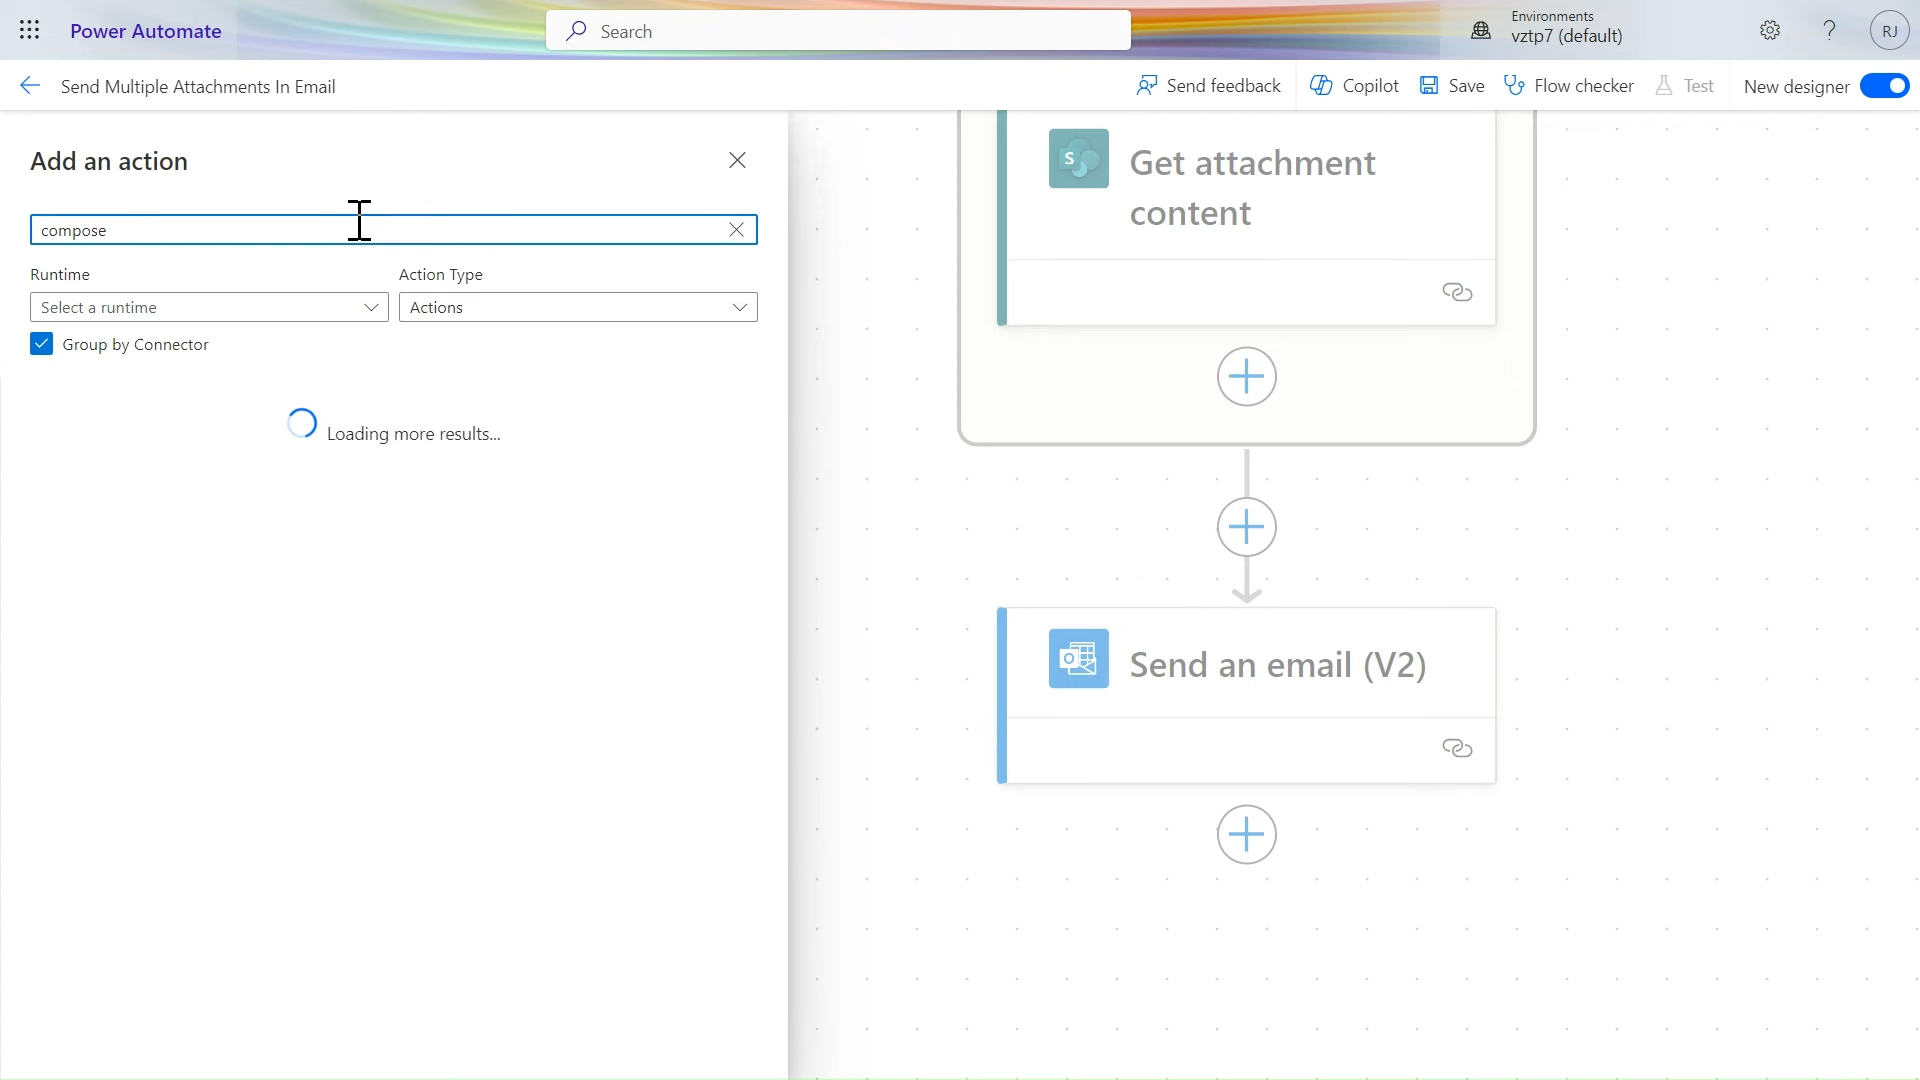 Power Automate
Search
Environments
vztp7 (default)
RJ
Send Multiple Attachments In Email
Send feedback
Copilot
Save
Flow checker
Test
New designer
Add an action
compose
Runtime
Action Type
Select a runtime
Actions
Group by Connector
Loading more results...
S
Get attachment
content
Send an email (V2)